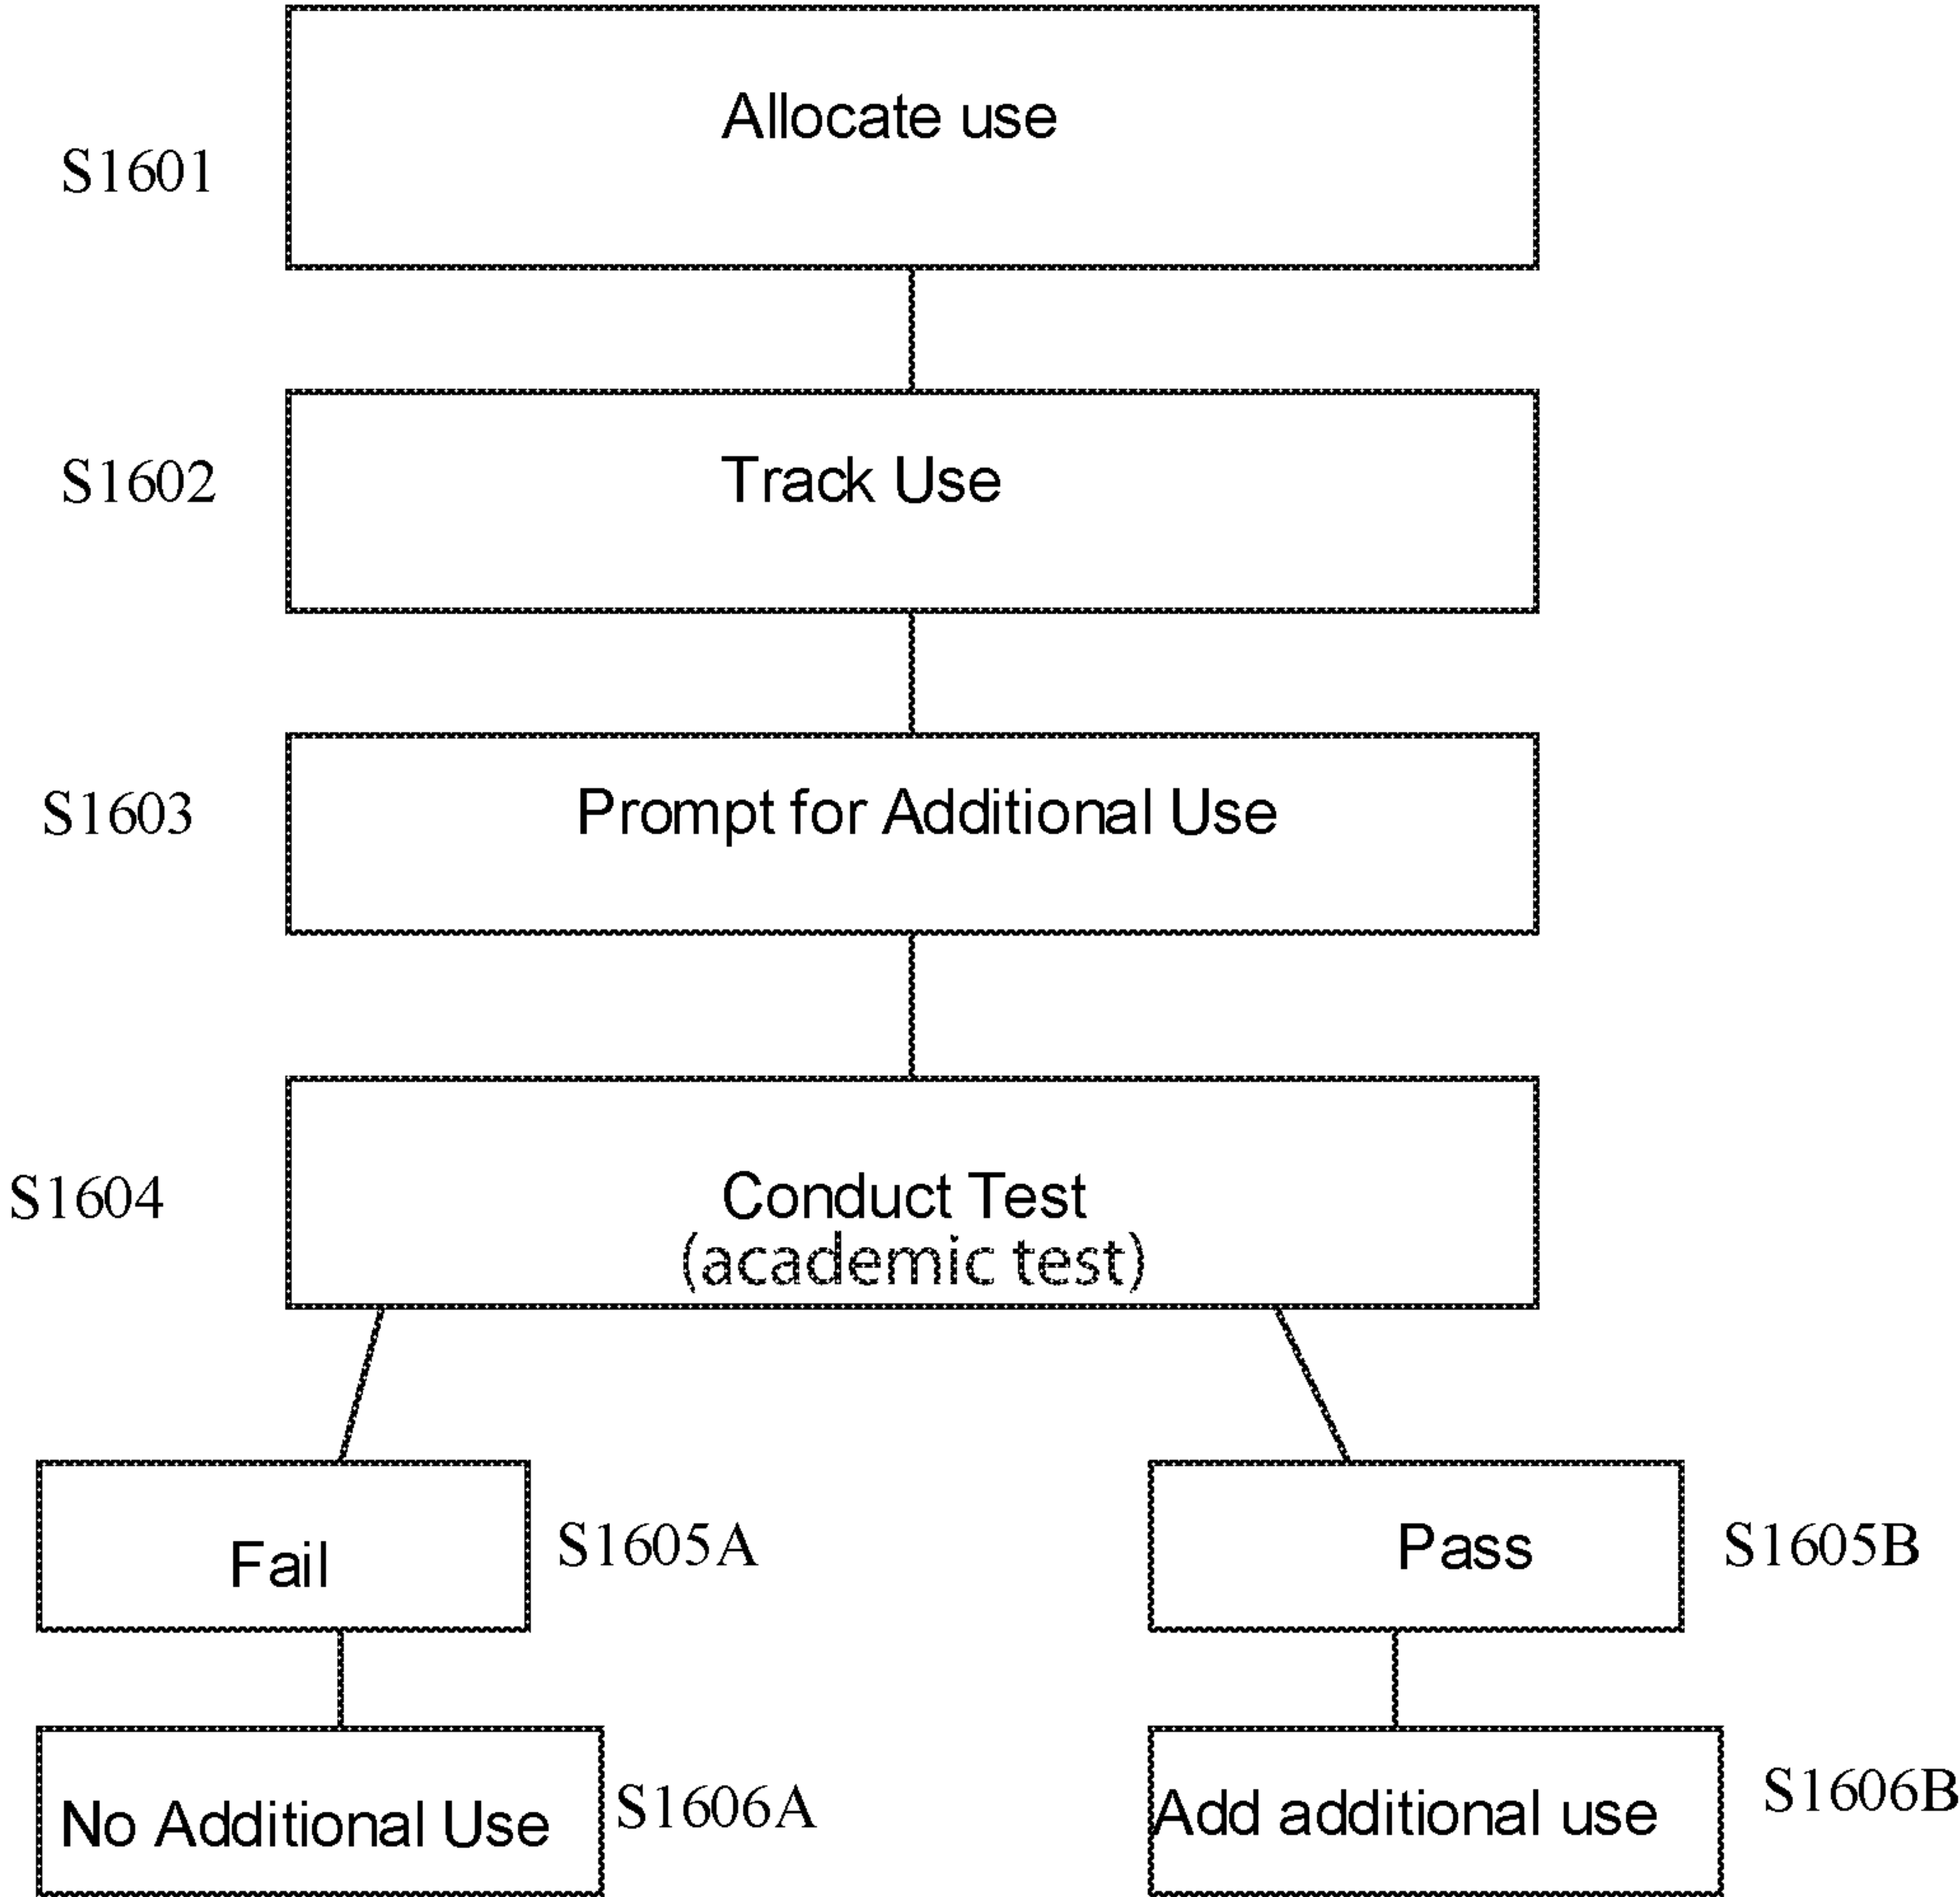 Allocate use
S1601
Track Use
S1602
Prompt for Additional Use
S1603
Conduct Test
S1604
(academic test)
Fail
S1605A
Pass
S1605B
No Additional Use
S1606A
Add additional use
S1606B